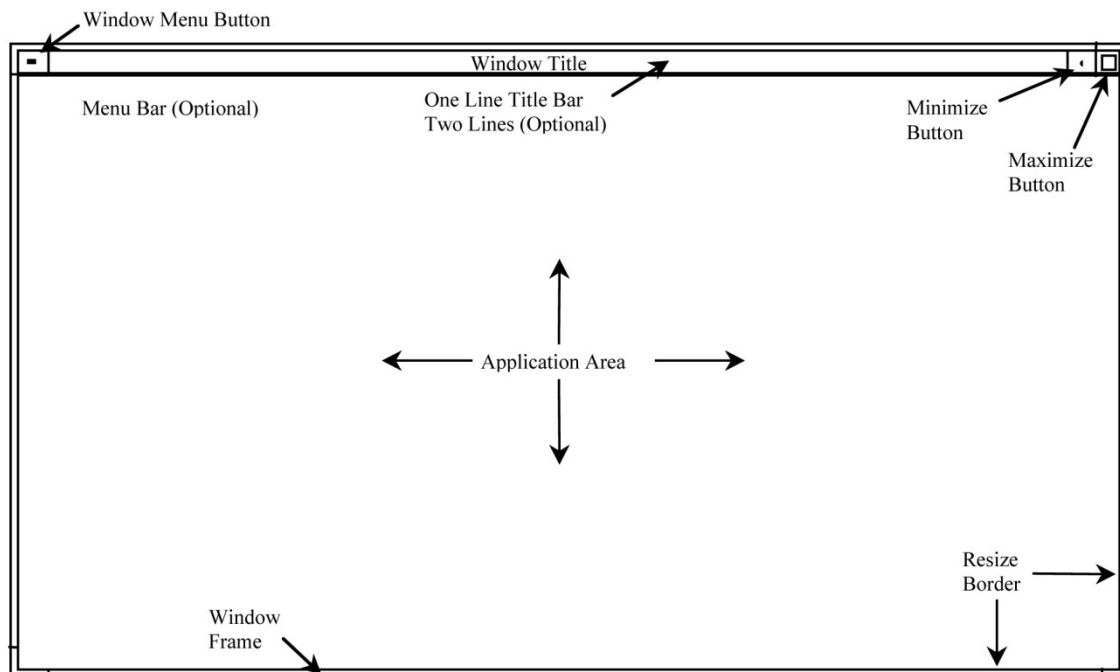 Window Menu Button
Window Title
Menu Bar (Optional)
One Line Title Bar
Two Lines (Optional)
Minimize
Button
Maximize
Button
Application Area
Resize
Border
Window
Frame